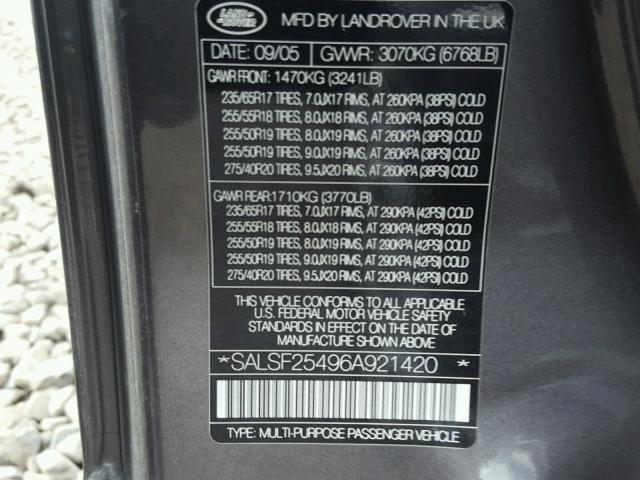 LAND ROVER
MFD BY LANDROVER IN THE UK
DATE: 09/05 GVWR: 3070KG (6768LB)
GAWR FRONT: 1470KG (3241LB)
235/65R17 TIRES, 7.0JX17 RIMS, AT 260KPA (38PSI) COLD
255/55R18 TIRES, 8.0JX18 RIMS, AT 260KPA (38PSI) COLD
255/50R19 TIRES, 8.0JX19 RIMS, AT 260KPA (38PSI) COLD
255/50R19 TIRES, 9.0JX19 RIMS, AT 260KPA (38PSI) COLD
275/40R20 TIRES, 9.5JX20 RIMS, AT 260KPA (38PSI) COLD
GAWR REAR: 1710KG (3770LB)
235/65R17 TIRES, 7.0JX17 RIMS, AT 290KPA (42PSI) COLD
255/55R18 TIRES, 8.0JX18 RIMS, AT 290KPA (42PSI) COLD
255/50R19 TIRES, 8.0JX19 RIMS, AT 290KPA (42PSI) COLD
255/50R19 TIRES, 9.0JX19 RIMS, AT 290KPA (42PSI) COLD
275/40R20 TIRES, 9.5JX20 RIMS, AT 290KPA (42PSI) COLD
THIS VEHICLE CONFORMS TO ALL APPLICABLE
U.S. FEDERAL MOTOR VEHICLE SAFETY
STANDARDS IN EFFECT ON THE DATE OF
MANUFACTURE SHOWN ABOVE
*SALSF25496A921420 *
TYPE: MULTI-PURPOSE PASSENGER VEHICLE